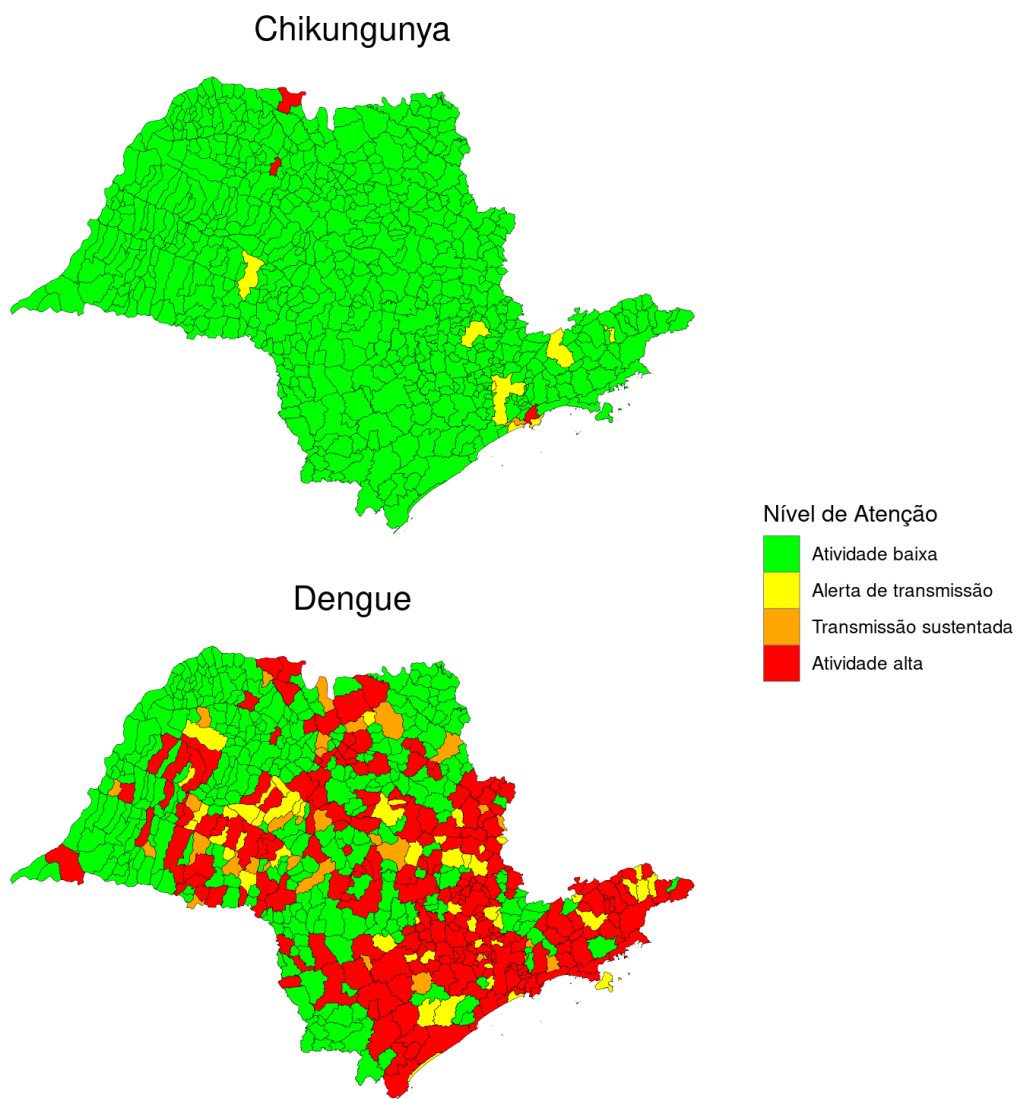 Chikungunya
Nível de Atenção
Atividade baixa
Alerta de transmissão
Transmissão sustentada
Atividade alta
Dengue